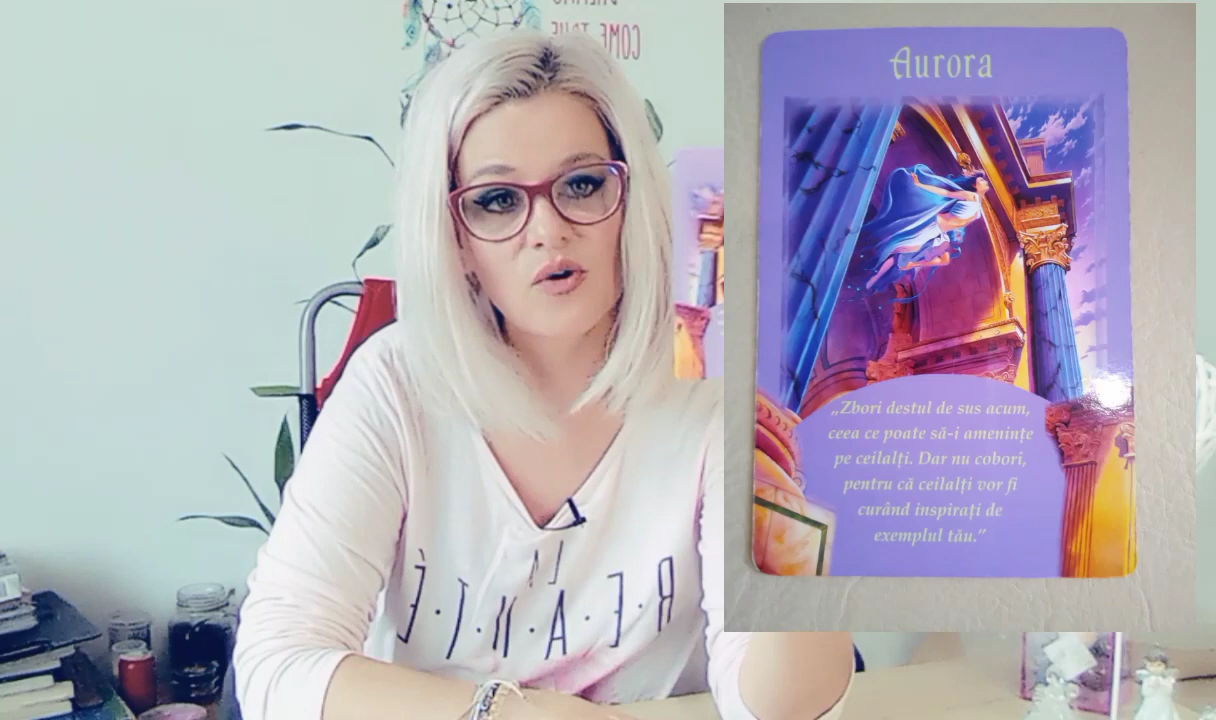 COME
Aurora
„Zbori destul de sus acum,
ceea ce poate să-i amenințe
pe ceilalți. Dar nu cobori,
pentru că ceilalți vor fi
curând inspirați de
exemplul tău.”